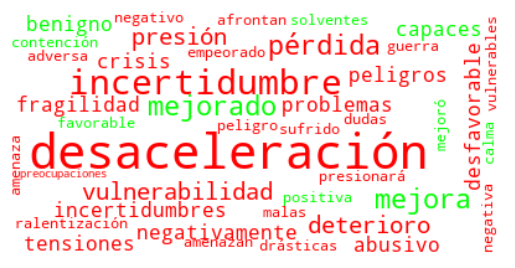 benigno negativo afrontan solventes capaces
contención presión pérdida guerra vulnerables
adversa crisis empeorado
incertidumbre peligros
fragilidad mejorado problemas desfavorable
favorable peligro sufrido dudas mejoró calma
desaceleración
amenaza preocupaciones presionará
vulnerabilidad positiva mejora
incertidumbres malas deterioro negativa
ralentización negativamente
tensiones amenazan drásticas abusivo